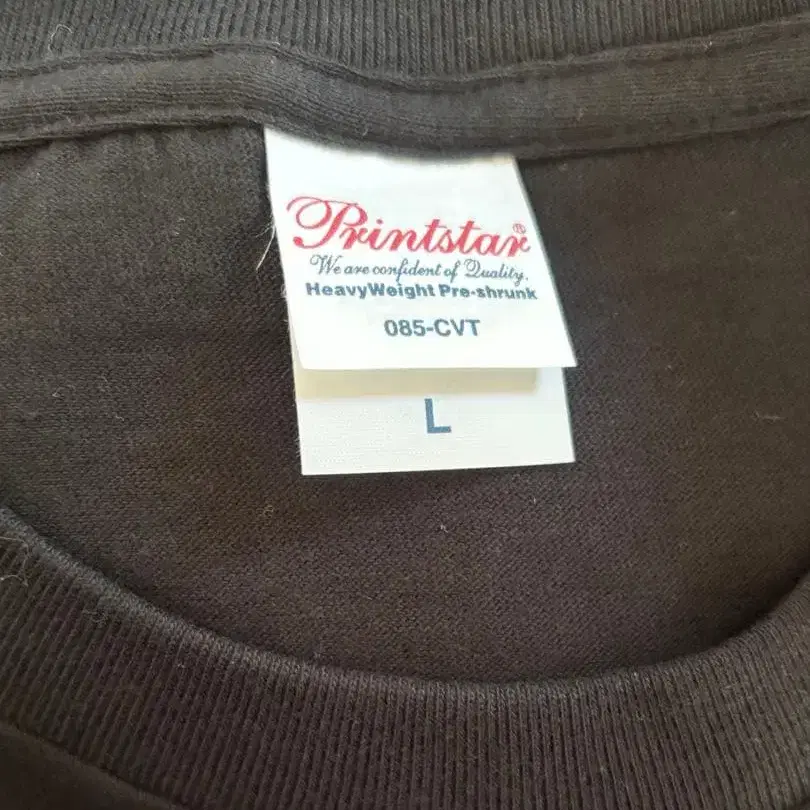 Printstar®
We are confident of Quality.
HeavyWeight Pre-shrunk
085-CVT
L